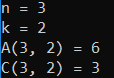 n = 3
k = 2
A(3, 2) = 6
C(3, 2) = 3